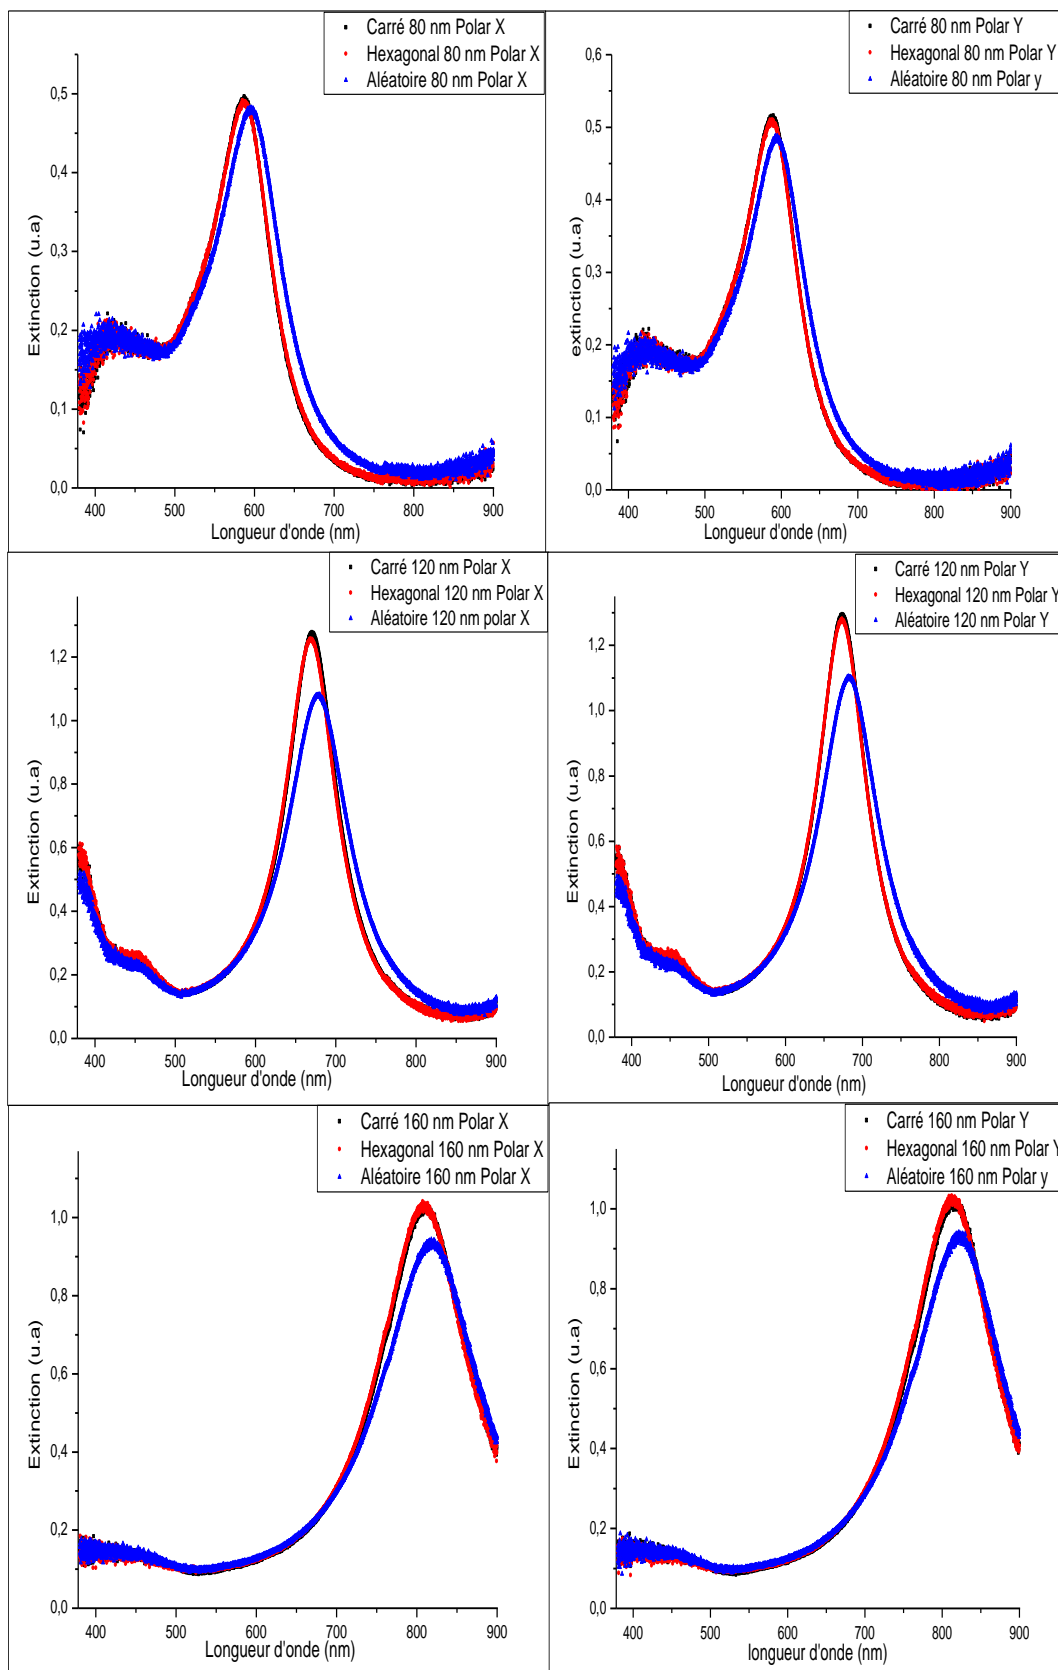 Carré 80 nm Polar X
Hexagonal 80 nm Polar X
Aléatoire 80 nm Polar X
0,5
0,4
0,3
0,2
0,1
0,0
Extinction (u.a)
400 500 600 700 800 900
Longueur d'onde (nm)
Carré 80 nm Polar Y
Hexagonal 80 nm Polar Y
Aléatoire 80 nm Polar y
0,6
0,5
0,4
0,3
0,2
0,1
0,0
extinction (u.a)
400 500 600 700 800 900
Longueur d'onde (nm)
Carré 120 nm Polar X
Hexagonal 120 nm Polar X
Aléatoire 120 nm polar X
1,2
1,0
0,8
0,6
0,4
0,2
0,0
Extinction (u.a)
400 500 600 700 800 900
Longueur d'onde (nm)
Carré 120 nm Polar Y
Hexagonal 120 nm Polar Y
Aléatoire 120 nm Polar Y
1,2
1,0
0,8
0,6
0,4
0,2
0,0
Extinction (u.a)
400 500 600 700 800 900
Longueur d'onde (nm)
Carré 160 nm Polar X
Hexagonal 160 nm Polar X
Aléatoire 160 nm Polar X
1,0
0,8
0,6
0,4
0,2
0,0
Extinction (u.a)
400 500 600 700 800 900
Longueur d'onde (nm)
Carré 160 nm Polar Y
Hexagonal 160 nm Polar Y
Aléatoire 160 nm Polar y
1,0
0,8
0,6
0,4
0,2
0,0
Extinction (u.a)
400 500 600 700 800 900
longueur d'onde (nm)